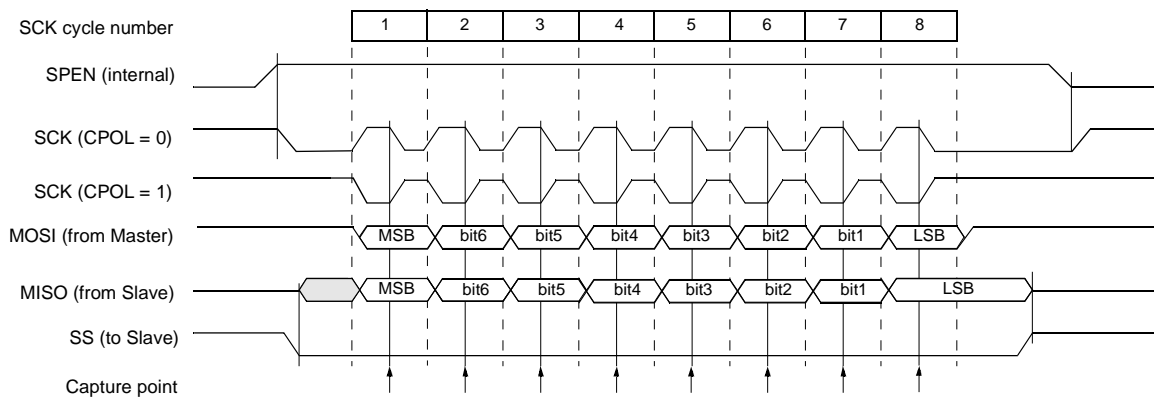 SCK cycle number 1 2 3 4 5 6 7 8
SPEN (internal)
SCK (CPOL = 0)
SCK (CPOL = 1)
MOSI (from Master) MSB bit6 bit5 bit4 bit3 bit2 bit1 LSB
MISO (from Slave) MSB bit6 bit5 bit4 bit3 bit2 bit1 LSB
SS (to Slave)
Capture point